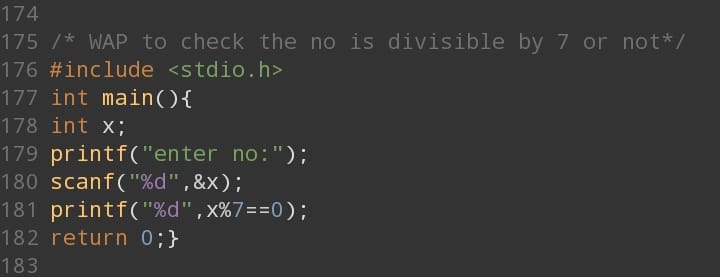 174
175 /* WAP to check the no is divisible by 7 or not*/
176 #include <stdio.h>
177 int main(){
178 int x;
179 printf("enter no:");
180 scanf("%d",&x);
181 printf("%d",x%7==0);
182 return 0;}
183